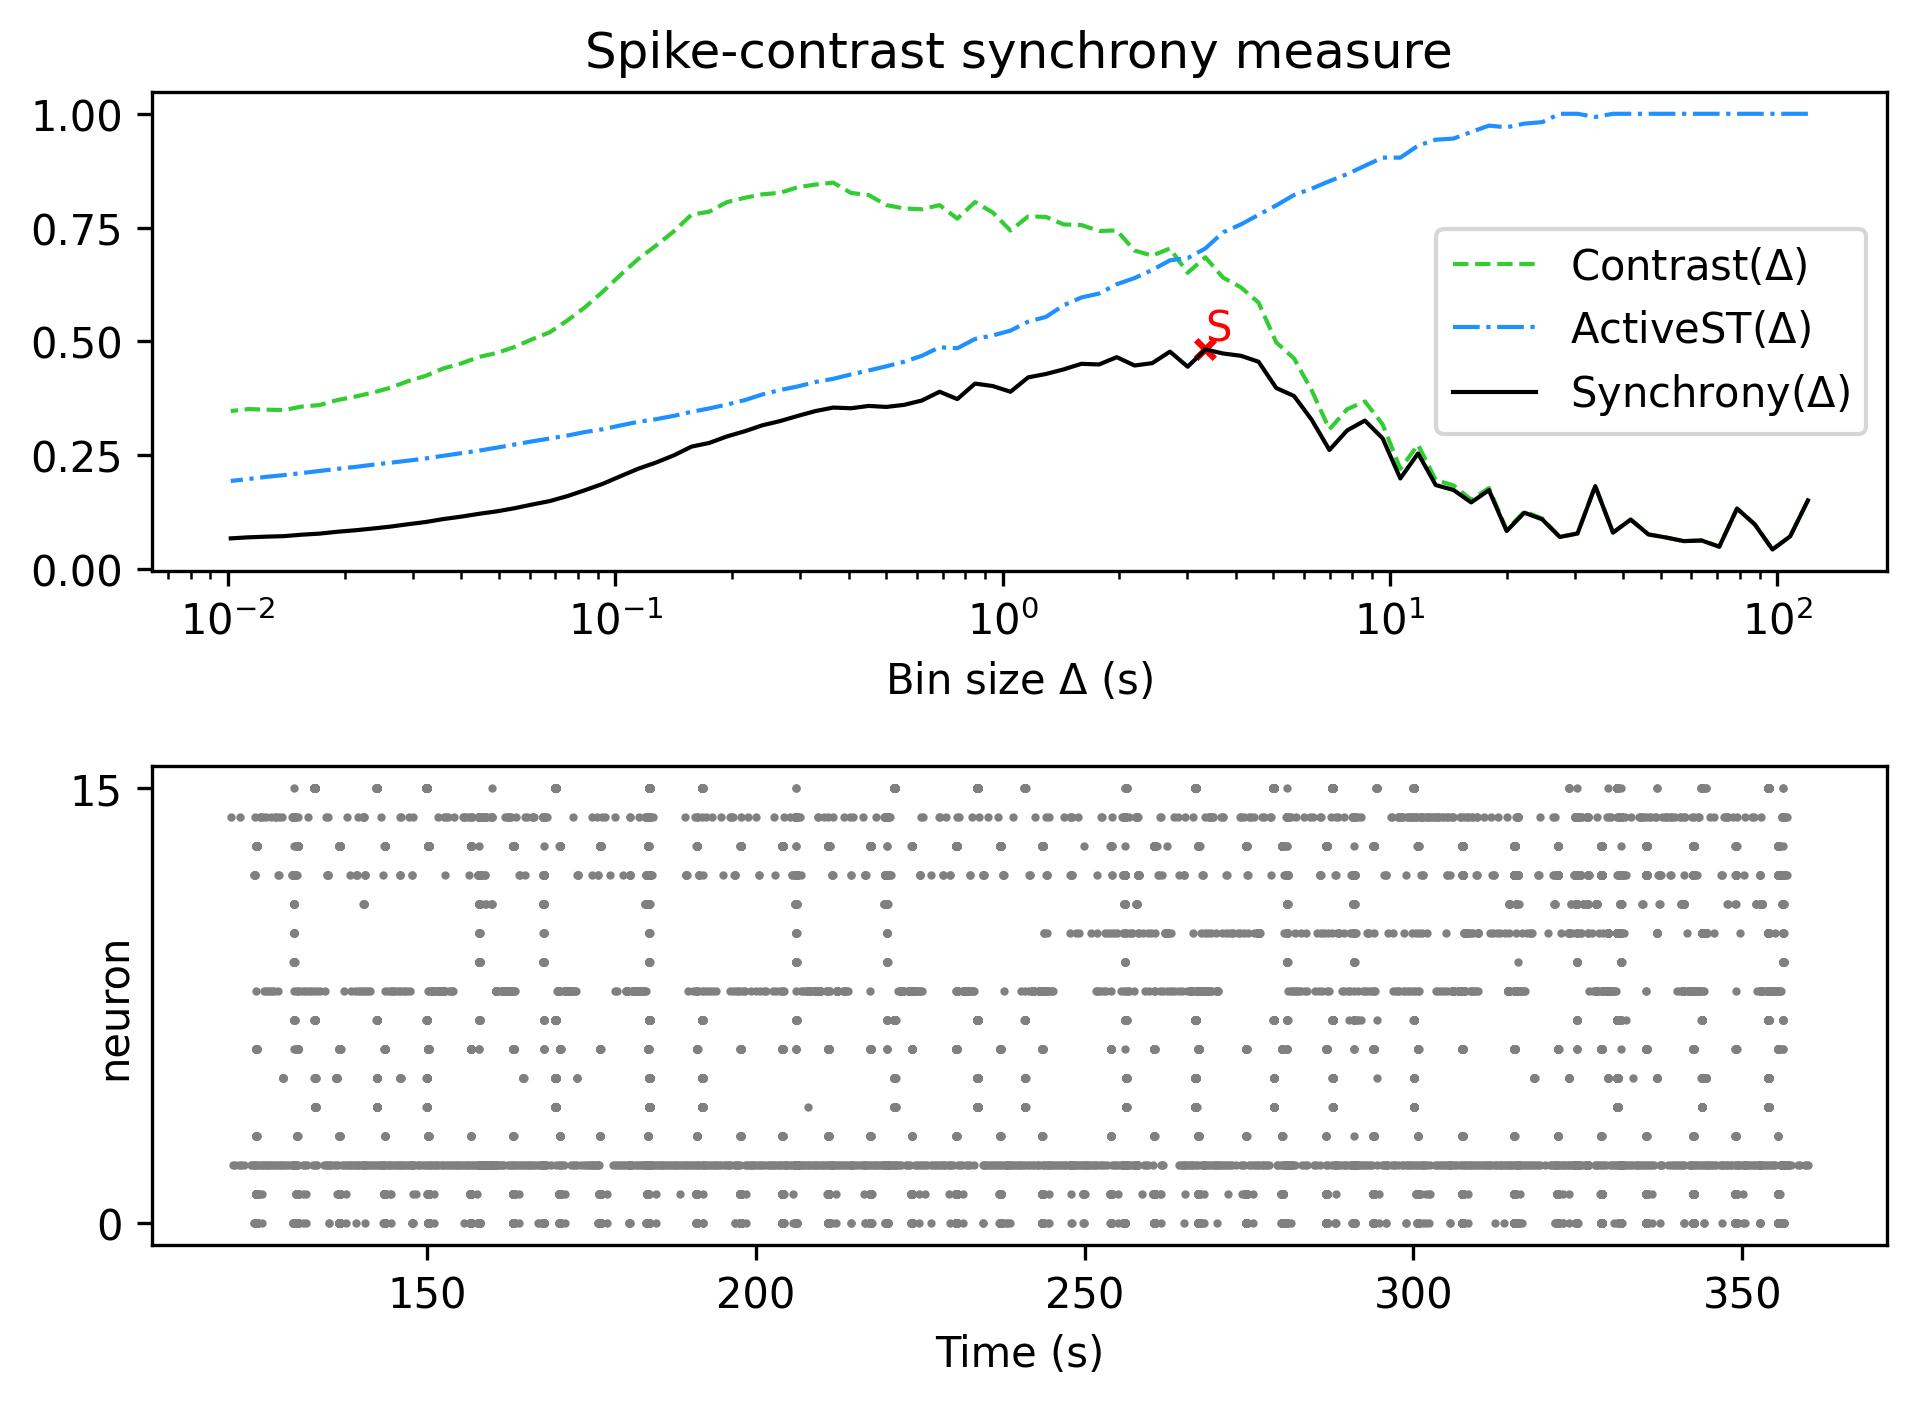 Spike-contrast synchrony measure
1.00
0.75
0.50
0.25
0.00
S
Contrast(Δ)
ActiveST(Δ)
Synchrony(Δ)
10⁻² 10⁻¹ 10⁰ 10¹ 10²
Bin size Δ (s)
15
neuron
0
150 200 250 300 350
Time (s)